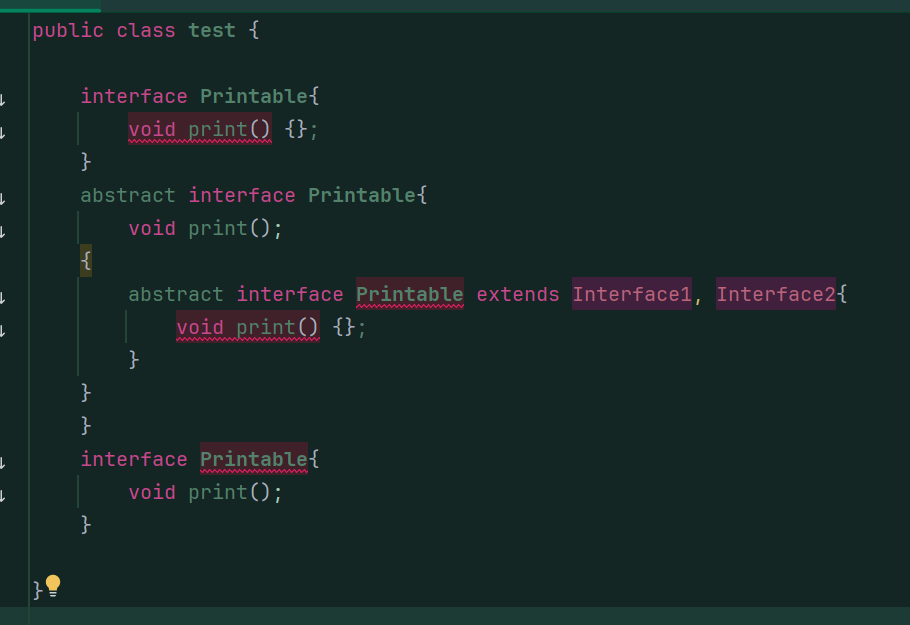 public class test {
interface Printable{
void print() {};
}
abstract interface Printable{
void print();
{
abstract interface Printable extends Interface1, Interface2{
void print() {};
}
}
}
interface Printable{
void print();
}
}